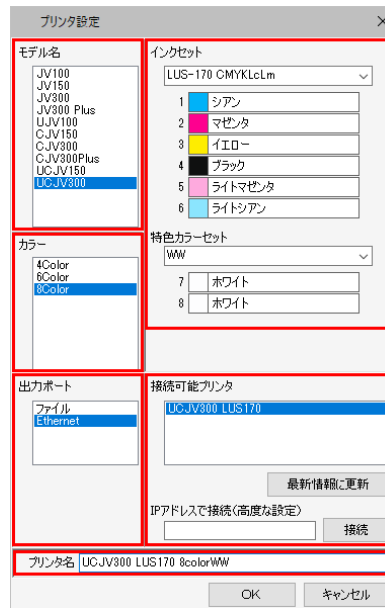 プリンタ設定
モデル名
JV100
JV150
JV300
JV300 Plus
UJV100
CJV150
CJV300
CJV300Plus
UCJV150
UCJV300
インクセット
LUS-170 CMYKLcLm
1 シアン
2 マゼンタ
3 イエロー
4 ブラック
5 ライトマゼンタ
6 ライトシアン
カラー
4Color
6Color
8Color
特色カラーセット
WW
7 ホワイト
8 ホワイト
出力ポート
ファイル
Ethernet
接続可能プリンタ
UCJV300 LUS170
最新情報に更新
IPアドレスで接続(高度な設定)
接続
プリンタ名 UCJV300 LUS170 8colorWW
OK キャンセル